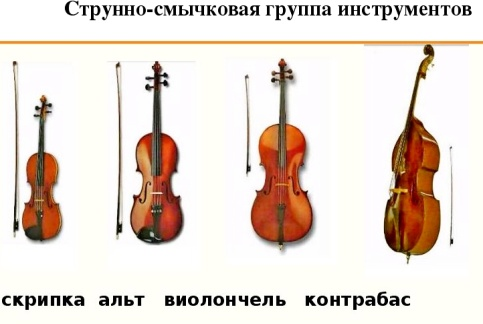 Струнно-смычковая группа инструментов
скрипка альт виолончель контрабас